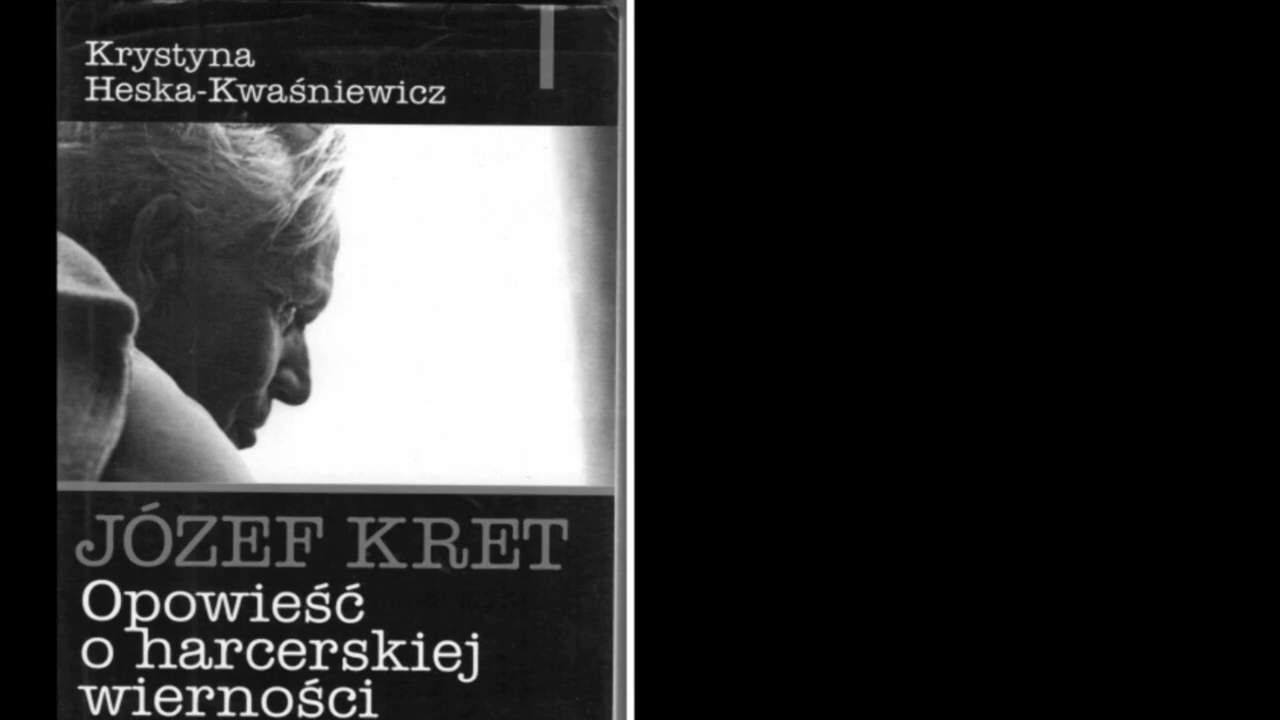 Krystyna
Heska-Kwaśniewicz
JÓZEF KRET
Opowieść
o harcerskiej
wierności